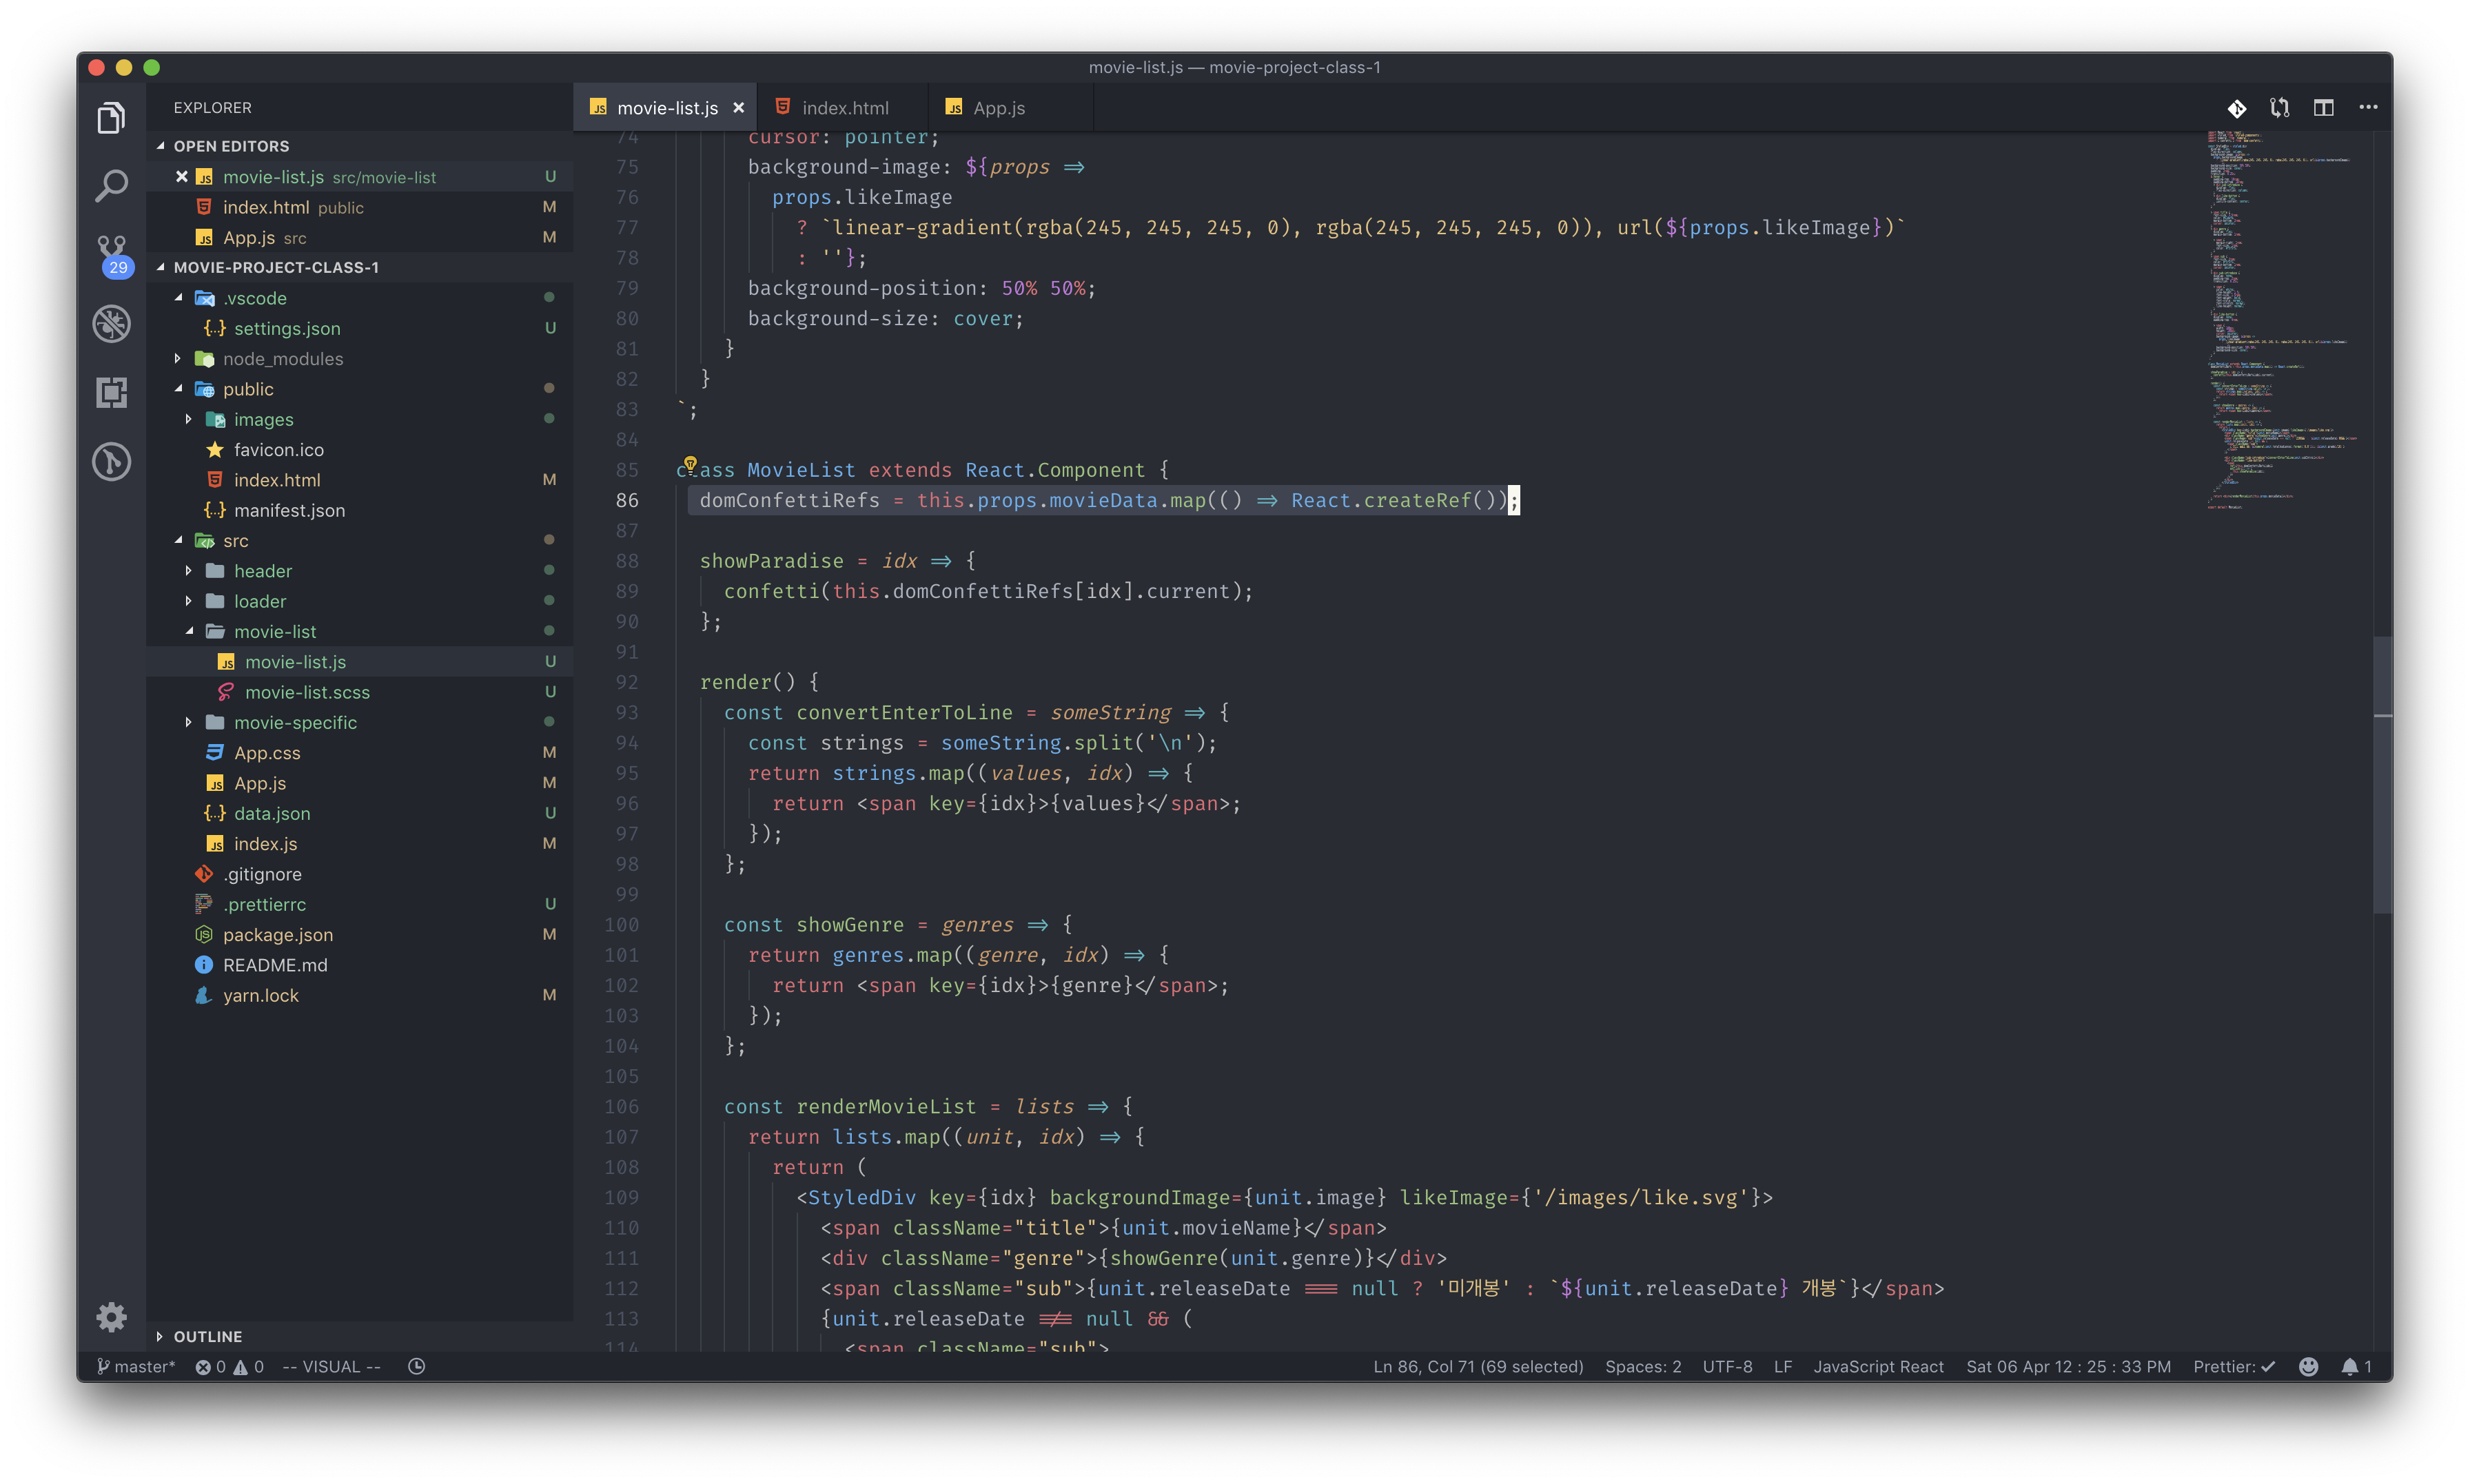 movie-list.js — movie-project-class-1
EXPLORER
OPEN EDITORS
movie-list.js src/movie-list U
index.html public M
App.js src M
29
MOVIE-PROJECT-CLASS-1
.vscode
settings.json U
node_modules
public
images
favicon.ico
index.html M
manifest.json
src
header
loader
movie-list
movie-list.js U
movie-list.scss U
movie-specific
App.css M
App.js M
data.json U
index.js M
.gitignore
.prettierrc U
package.json M
README.md
yarn.lock M
OUTLINE
movie-list.js index.html App.js
74 cursor: pointer;
75 background-image: ${props =>
76 props.likeImage
77 ? `linear-gradient(rgba(245, 245, 245, 0), rgba(245, 245, 245, 0)), url(${props.likeImage})`
78 : ''};
79 background-position: 50% 50%;
80 background-size: cover;
81 }
82 }
83 `;
84
85 class MovieList extends React.Component {
86 domConfettiRefs = this.props.movieData.map(() => React.createRef());
87
88 showParadise = idx => {
89 confetti(this.domConfettiRefs[idx].current);
90 };
91
92 render() {
93 const convertEnterToLine = someString => {
94 const strings = someString.split('\n');
95 return strings.map((values, idx) => {
96 return <span key={idx}>{values}</span>;
97 });
98 };
99
100 const showGenre = genres => {
101 return genres.map((genre, idx) => {
102 return <span key={idx}>{genre}</span>;
103 });
104 };
105
106 const renderMovieList = lists => {
107 return lists.map((unit, idx) => {
108 return (
109 <StyledDiv key={idx} backgroundImage={unit.image} likeImage={'/images/like.svg'}>
110 <span className="title">{unit.movieName}</span>
111 <div className="genre">{showGenre(unit.genre)}</div>
112 <span className="sub">{unit.releaseDate === null ? '미개봉' : `${unit.releaseDate} 개봉`}</span>
113 {unit.releaseDate !== null && (
114 <span className="sub">
master* 0 0 -- VISUAL -- Ln 86, Col 71 (69 selected) Spaces: 2 UTF-8 LF JavaScript React Sat 06 Apr 12 : 25 : 33 PM Prettier: ✓ 1